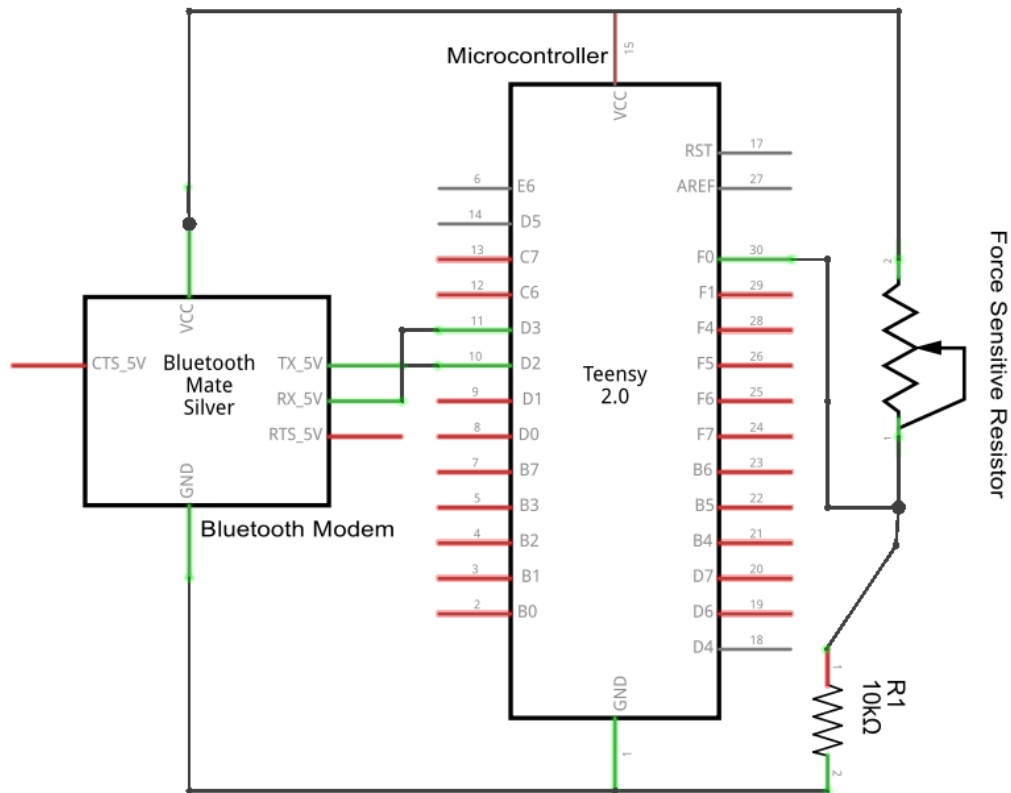 Microcontroller
15
VCC
RST 17
AREF 27
6 E6
14 D5
13 C7
12 C6
11 D3
10 D2
9 D1
8 D0
7 B7
5 B3
4 B2
3 B1
2 B0
F0 30
F1 29
F4 28
F5 26
F6 25
F7 24
B6 23
B5 22
B4 21
D7 20
D6 19
D4 18
Teensy
2.0
GND
1
VCC
CTS_5V
Bluetooth
Mate
Silver
TX_5V
RX_5V
RTS_5V
GND
Bluetooth Modem
2
1
Force Sensitive Resistor
1
R1
10kΩ
2